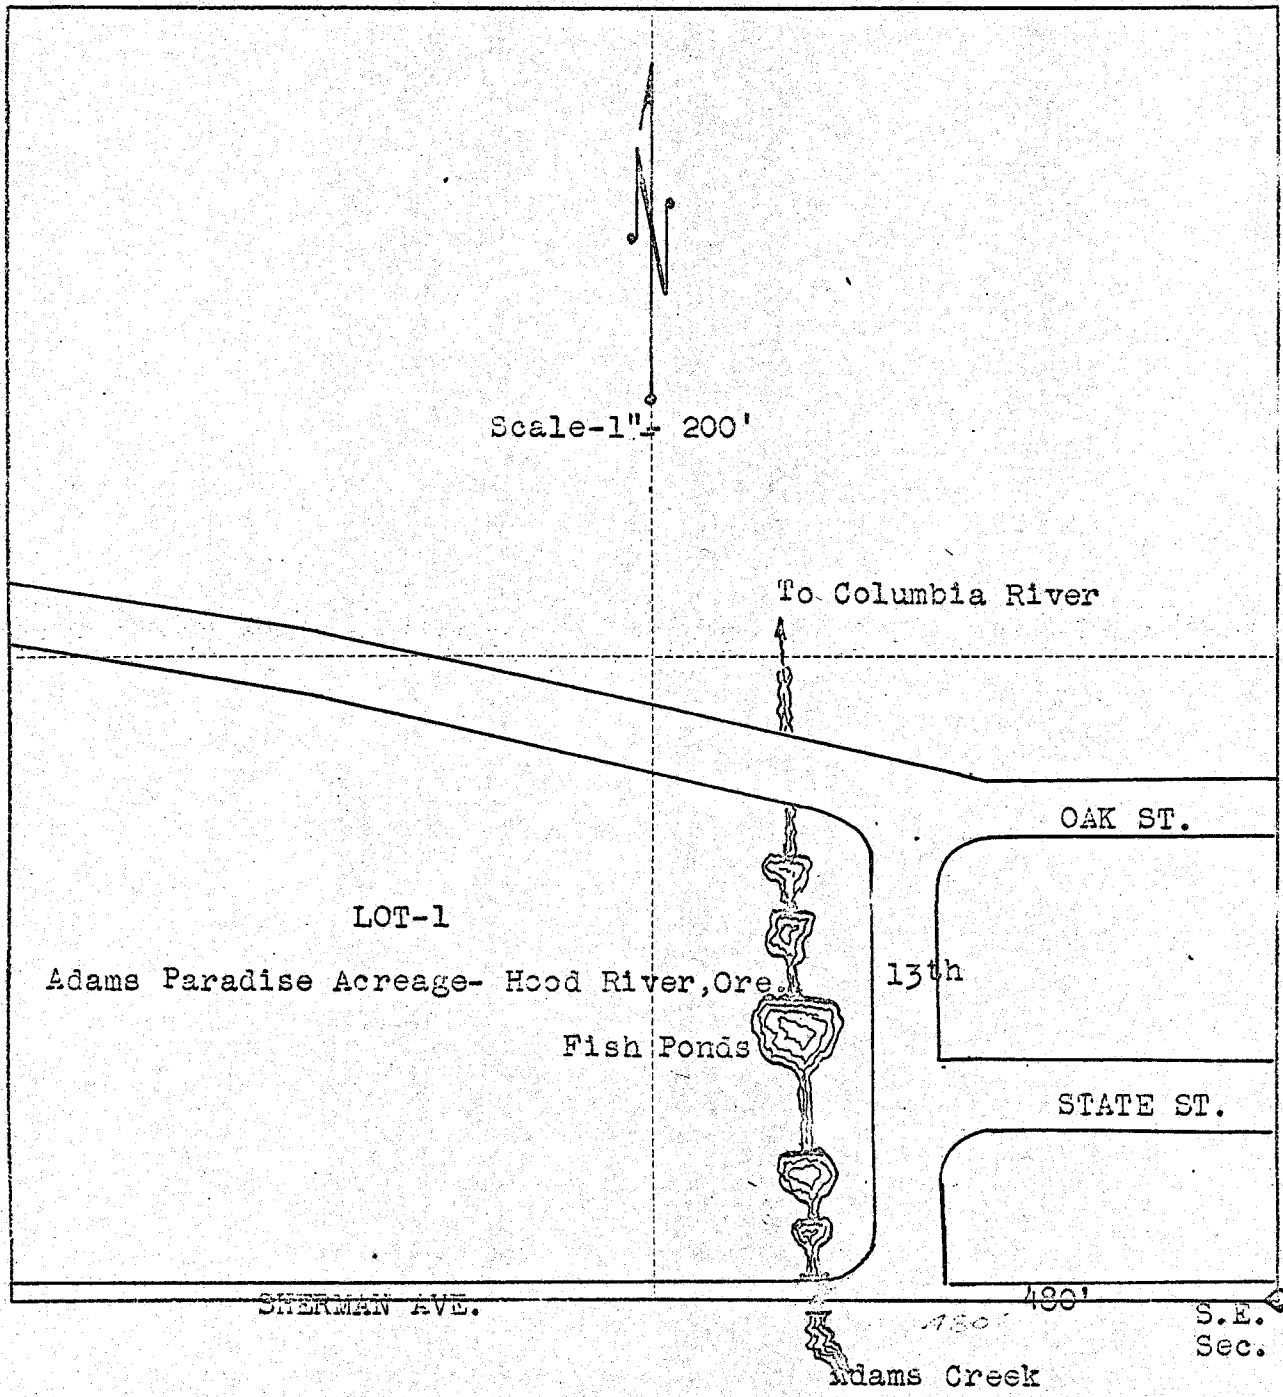 N
Scale-1"= 200'
To Columbia River
OAK ST.
LOT-1
Adams Paradise Acreage- Hood River,Ore.
13th
Fish Ponds
STATE ST.
SHERMAN AVE.
480'
480'
S.E.
Sec.
Adams Creek